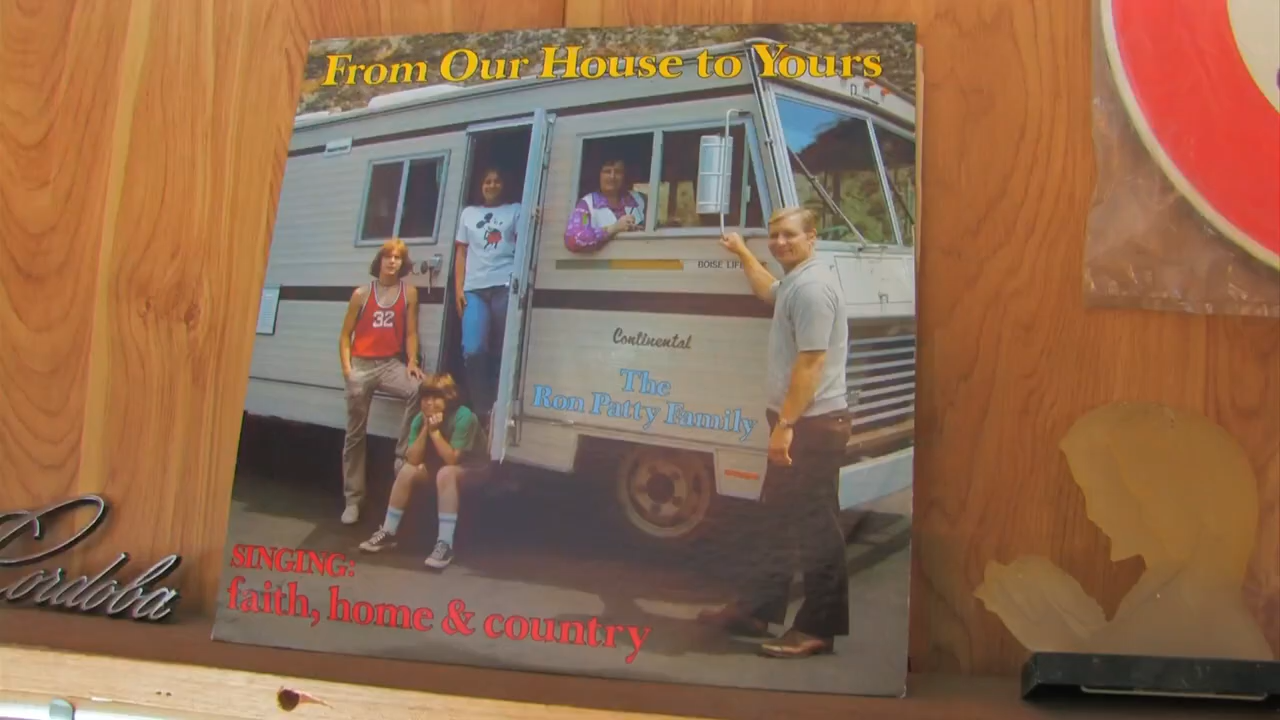 From Our House to Yours
32
BOISE LIFE
Continental
The
Ron Patty Family
SINGING:
faith, home & country
Cordoba